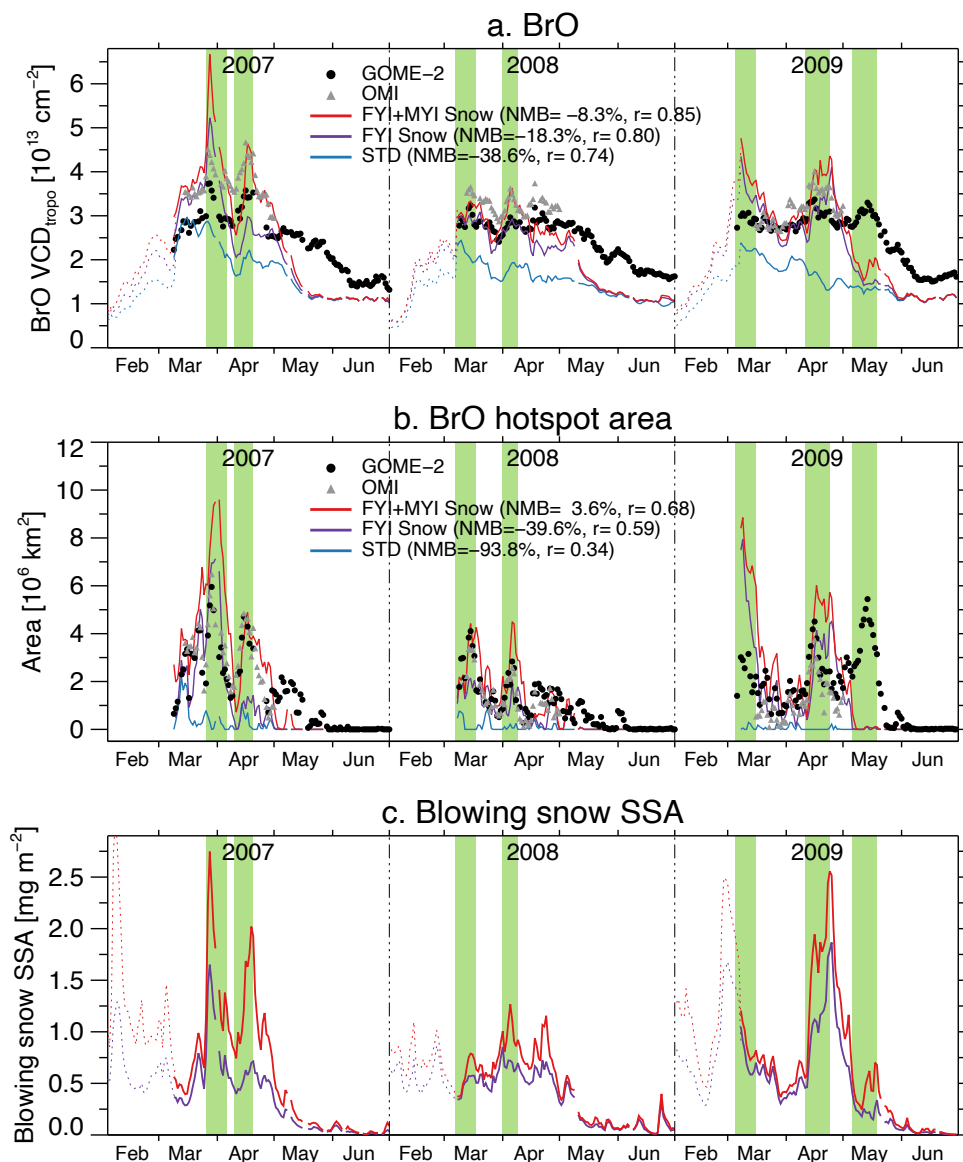 a. BrO
2007
2008
2009
GOME−2
OMI
FYI+MYI Snow (NMB= −8.3%, r= 0.85)
FYI Snow (NMB=−18.3%, r= 0.80)
STD (NMB=−38.6%, r= 0.74)
BrO VCDtropo [10^13 cm^−2]
6
5
4
3
2
1
0
Feb Mar Apr May Jun Feb Mar Apr May Jun Feb Mar Apr May Jun
b. BrO hotspot area
2007
2008
2009
GOME−2
OMI
FYI+MYI Snow (NMB= 3.6%, r= 0.68)
FYI Snow (NMB=−39.6%, r= 0.59)
STD (NMB=−93.8%, r= 0.34)
Area [10^6 km^2]
12
10
8
6
4
2
0
Feb Mar Apr May Jun Feb Mar Apr May Jun Feb Mar Apr May Jun
c. Blowing snow SSA
2007
2008
2009
Blowing snow SSA [mg m^−2]
2.5
2.0
1.5
1.0
0.5
0.0
Feb Mar Apr May Jun Feb Mar Apr May Jun Feb Mar Apr May Jun